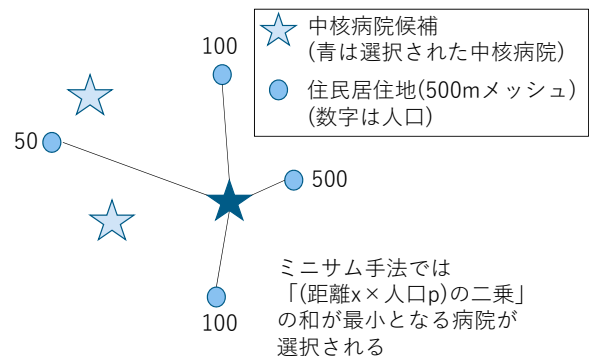 中核病院候補
(青は選択された中核病院)
住民居住地(500mメッシュ)
(数字は人口)
100
50
500
100
ミニサム手法では
「(距離x×人口p)の二乗」
の和が最小となる病院が
選択される